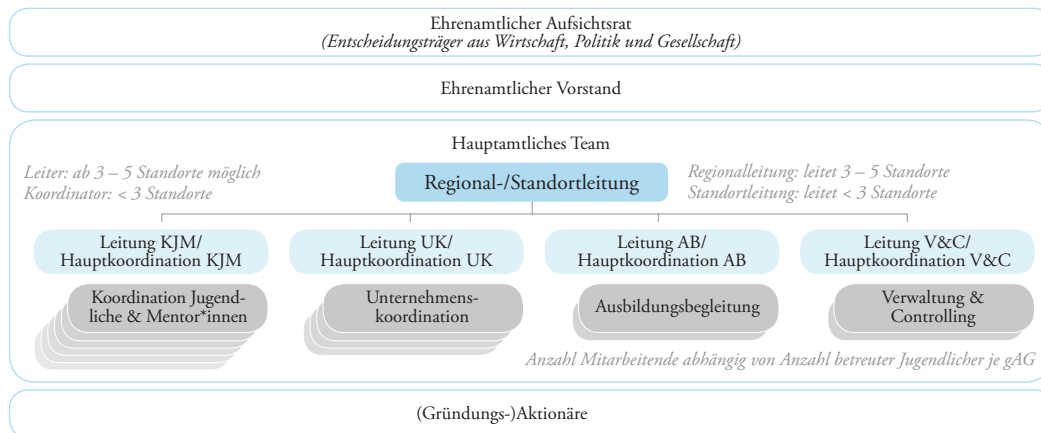 Ehrenamtlicher Aufsichtsrat
(Entscheidungsträger aus Wirtschaft, Politik und Gesellschaft)
Ehrenamtlicher Vorstand
Hauptamtliches Team
Leiter: ab 3 – 5 Standorte möglich
Koordinator: < 3 Standorte
Regional-/Standortleitung
Regionalleitung: leitet 3 – 5 Standorte
Standortleitung: leitet < 3 Standorte
Leitung KJM/
Hauptkoordination KJM
Leitung UK/
Hauptkoordination UK
Leitung AB/
Hauptkoordination AB
Leitung V&C/
Hauptkoordination V&C
Koordination Jugend-
liche & Mentor*innen
Unternehmens-
koordination
Ausbildungsbegleitung
Verwaltung &
Controlling
Anzahl Mitarbeitende abhängig von Anzahl betreuter Jugendlicher je gAG
(Gründungs-)Aktionäre